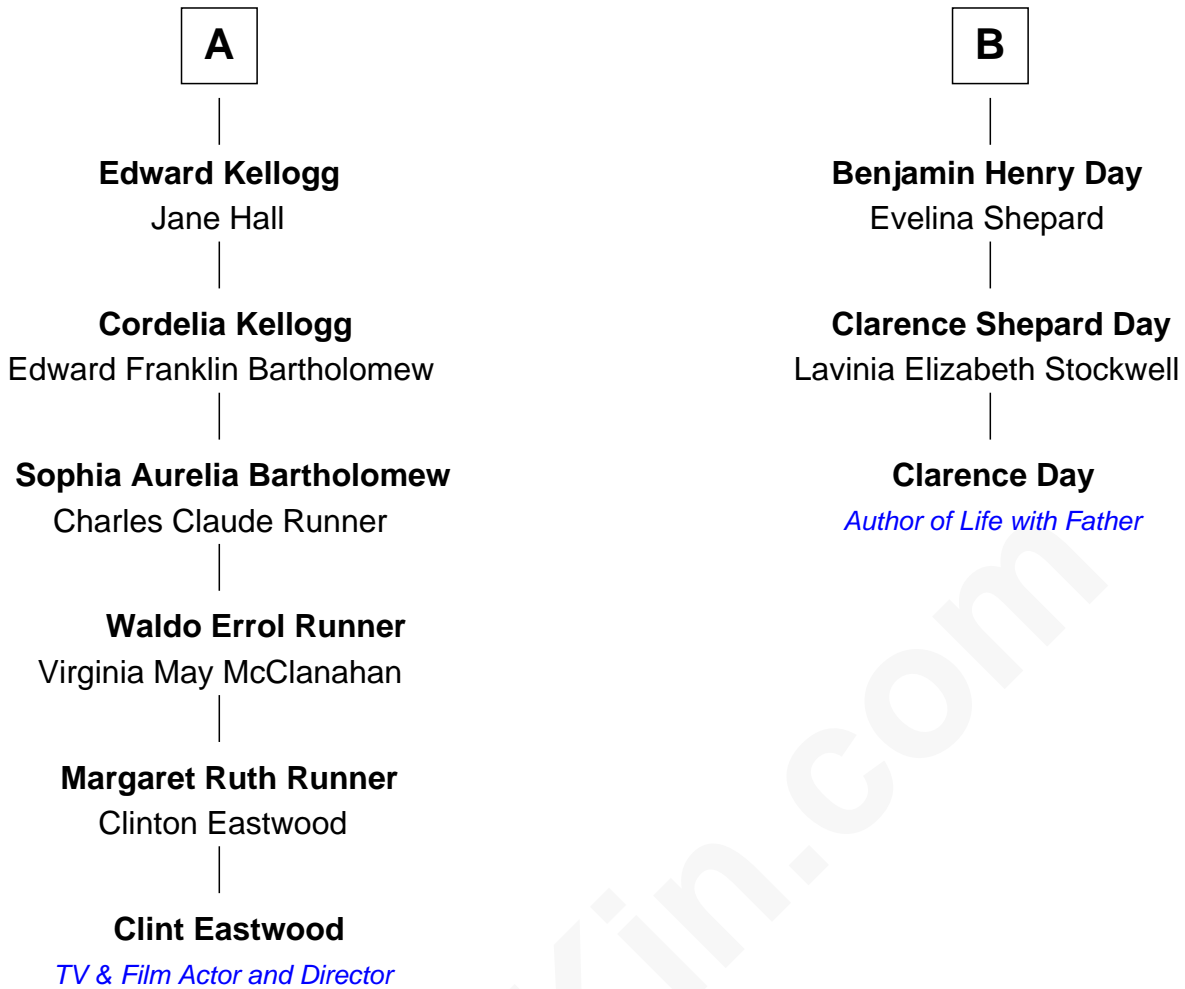 A
Edward Kellogg
Jane Hall
Cordelia Kellogg
Edward Franklin Bartholomew
Sophia Aurelia Bartholomew
Charles Claude Runner
Waldo Errol Runner
Virginia May McClanahan
Margaret Ruth Runner
Clinton Eastwood
Clint Eastwood
TV & Film Actor and Director
B
Benjamin Henry Day
Evelina Shepard
Clarence Shepard Day
Lavinia Elizabeth Stockwell
Clarence Day
Author of Life with Father